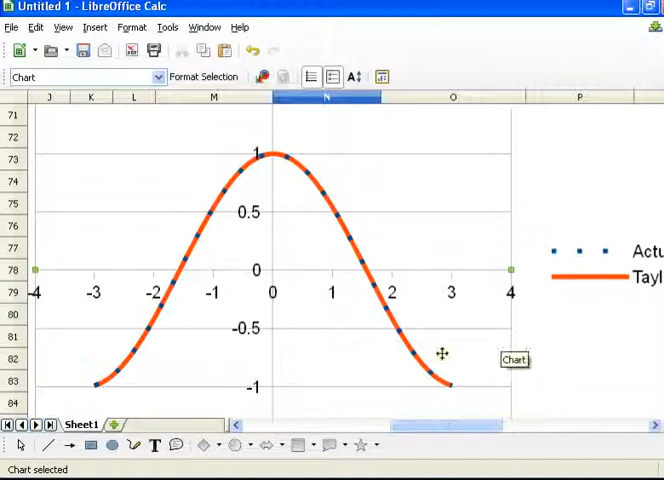 Untitled 1 - LibreOffice Calc
File Edit View Insert Format Tools Window Help
Chart Format Selection
J K L M N O P
71
72
73 1
74
75 0.5
76
77 Actu
78 0 Tayl
79 -4 -3 -2 -1 0 1 2 3 4
80
81 -0.5
82 Chart
83 -1
84
Sheet1
Chart selected